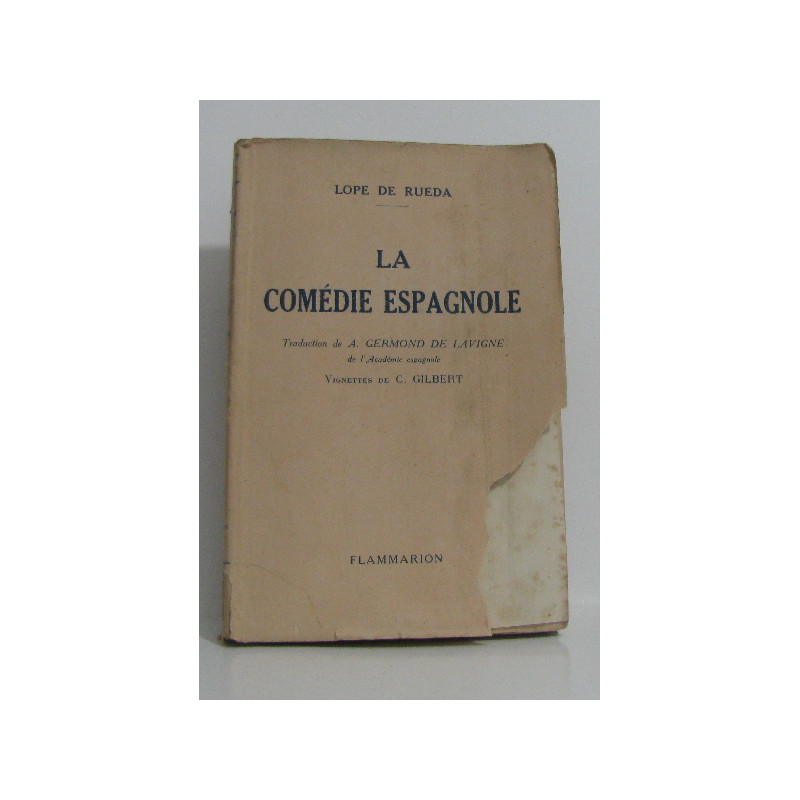 LOPE DE RUEDA
LA
COMÉDIE ESPAGNOLE
Traduction de A. GERMOND DE LAVIGNE
de l'Académie espagnole
VIGNETTES DE C. GILBERT
FLAMMARION